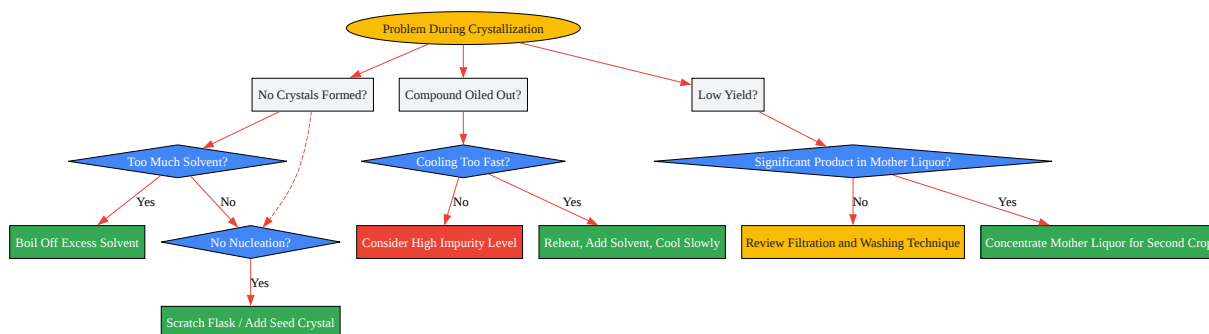 Problem During Crystallization
No Crystals Formed?
Compound Oiled Out?
Low Yield?
Too Much Solvent?
Cooling Too Fast?
Significant Product in Mother Liquor?
Yes
No
No
Yes
No
Yes
Boil Off Excess Solvent
No Nucleation?
Consider High Impurity Level
Reheat, Add Solvent, Cool Slowly
Review Filtration and Washing Technique
Concentrate Mother Liquor for Second Crop
Yes
Scratch Flask / Add Seed Crystal